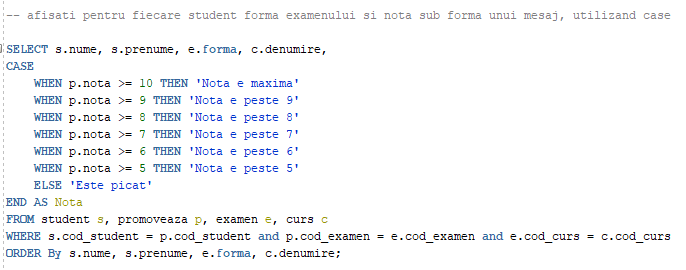 -- afisati pentru fiecare student forma examenului si nota sub forma unui mesaj, utilizand case
SELECT s.nume, s.prenume, e.forma, c.denumire,
CASE
WHEN p.nota >= 10 THEN 'Nota e maxima'
WHEN p.nota >= 9 THEN 'Nota e peste 9'
WHEN p.nota >= 8 THEN 'Nota e peste 8'
WHEN p.nota >= 7 THEN 'Nota e peste 7'
WHEN p.nota >= 6 THEN 'Nota e peste 6'
WHEN p.nota >= 5 THEN 'Nota e peste 5'
ELSE 'Este picat'
END AS Nota
FROM student s, promoveaza p, examen e, curs c
WHERE s.cod_student = p.cod_student and p.cod_examen = e.cod_examen and e.cod_curs = c.cod_curs
ORDER By s.nume, s.prenume, e.forma, c.denumire;